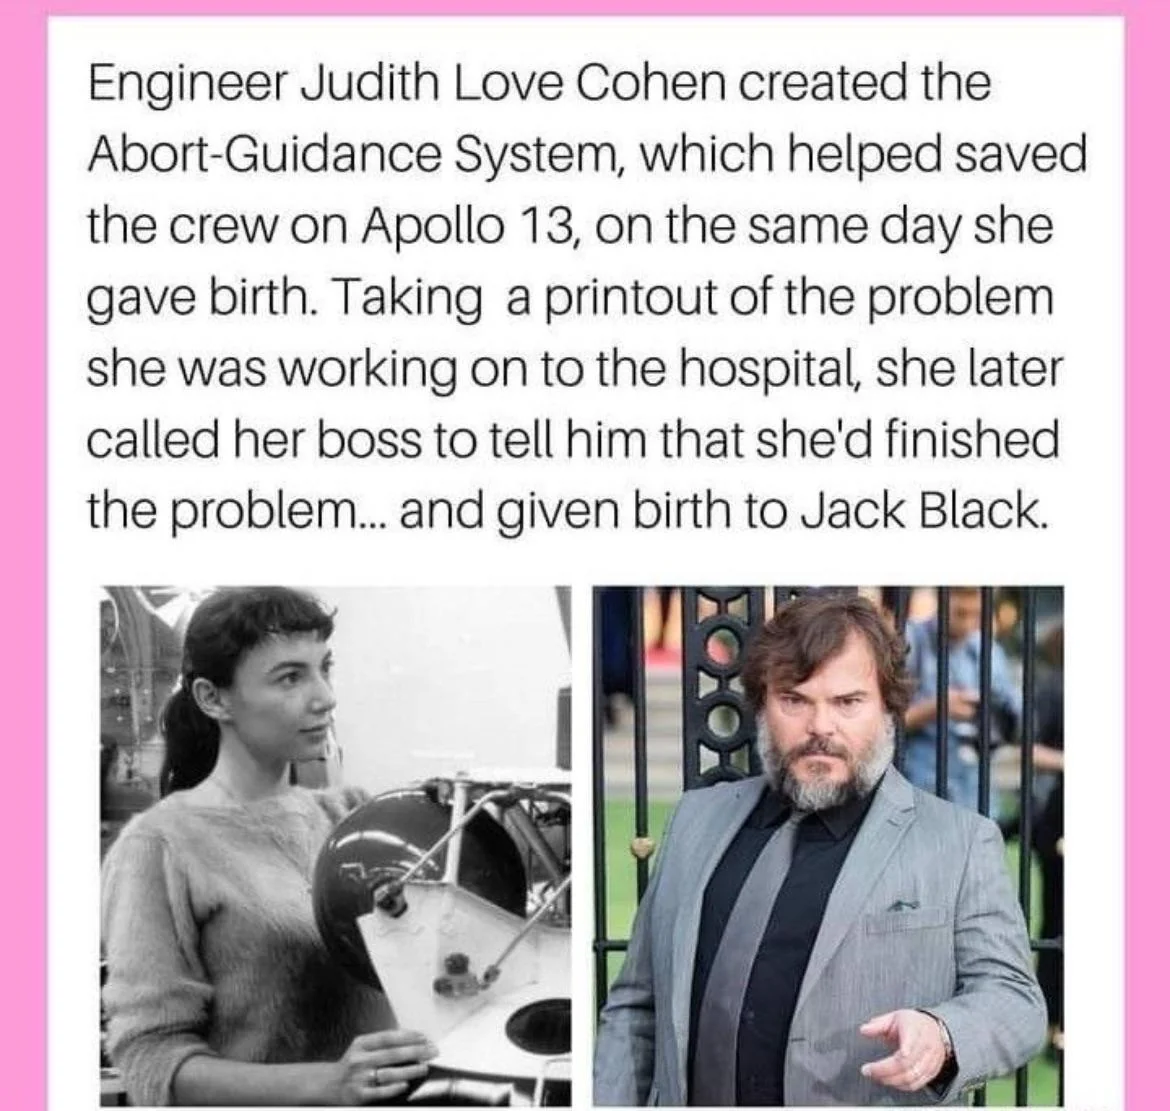 Engineer Judith Love Cohen created the
Abort-Guidance System, which helped saved
the crew on Apollo 13, on the same day she
gave birth. Taking a printout of the problem
she was working on to the hospital, she later
called her boss to tell him that she'd finished
the problem... and given birth to Jack Black.